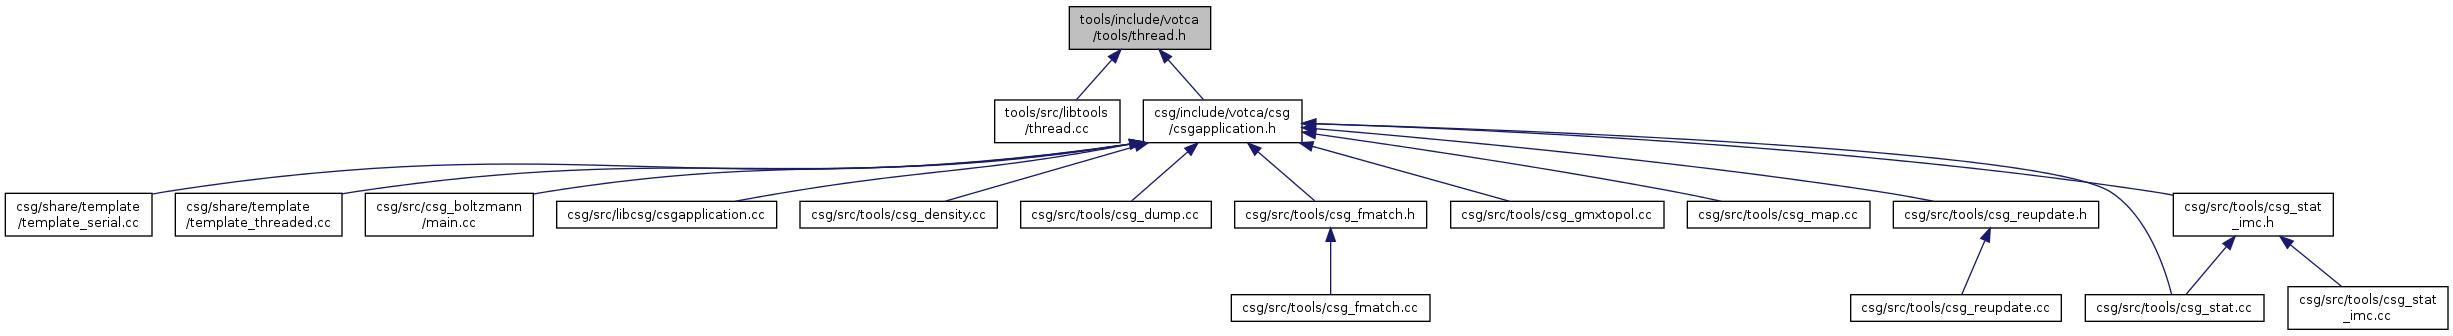 tools/include/votca
/tools/thread.h
tools/src/libtools
/thread.cc
csg/include/votca/csg
/csgapplication.h
csg/share/template
/template_serial.cc
csg/share/template
/template_threaded.cc
csg/src/csg_boltzmann
/main.cc
csg/src/libcsg/csgapplication.cc
csg/src/tools/csg_density.cc
csg/src/tools/csg_dump.cc
csg/src/tools/csg_fmatch.h
csg/src/tools/csg_gmxtopol.cc
csg/src/tools/csg_map.cc
csg/src/tools/csg_reupdate.h
csg/src/tools/csg_stat
_imc.h
csg/src/tools/csg_fmatch.cc
csg/src/tools/csg_reupdate.cc
csg/src/tools/csg_stat.cc
csg/src/tools/csg_stat
_imc.cc